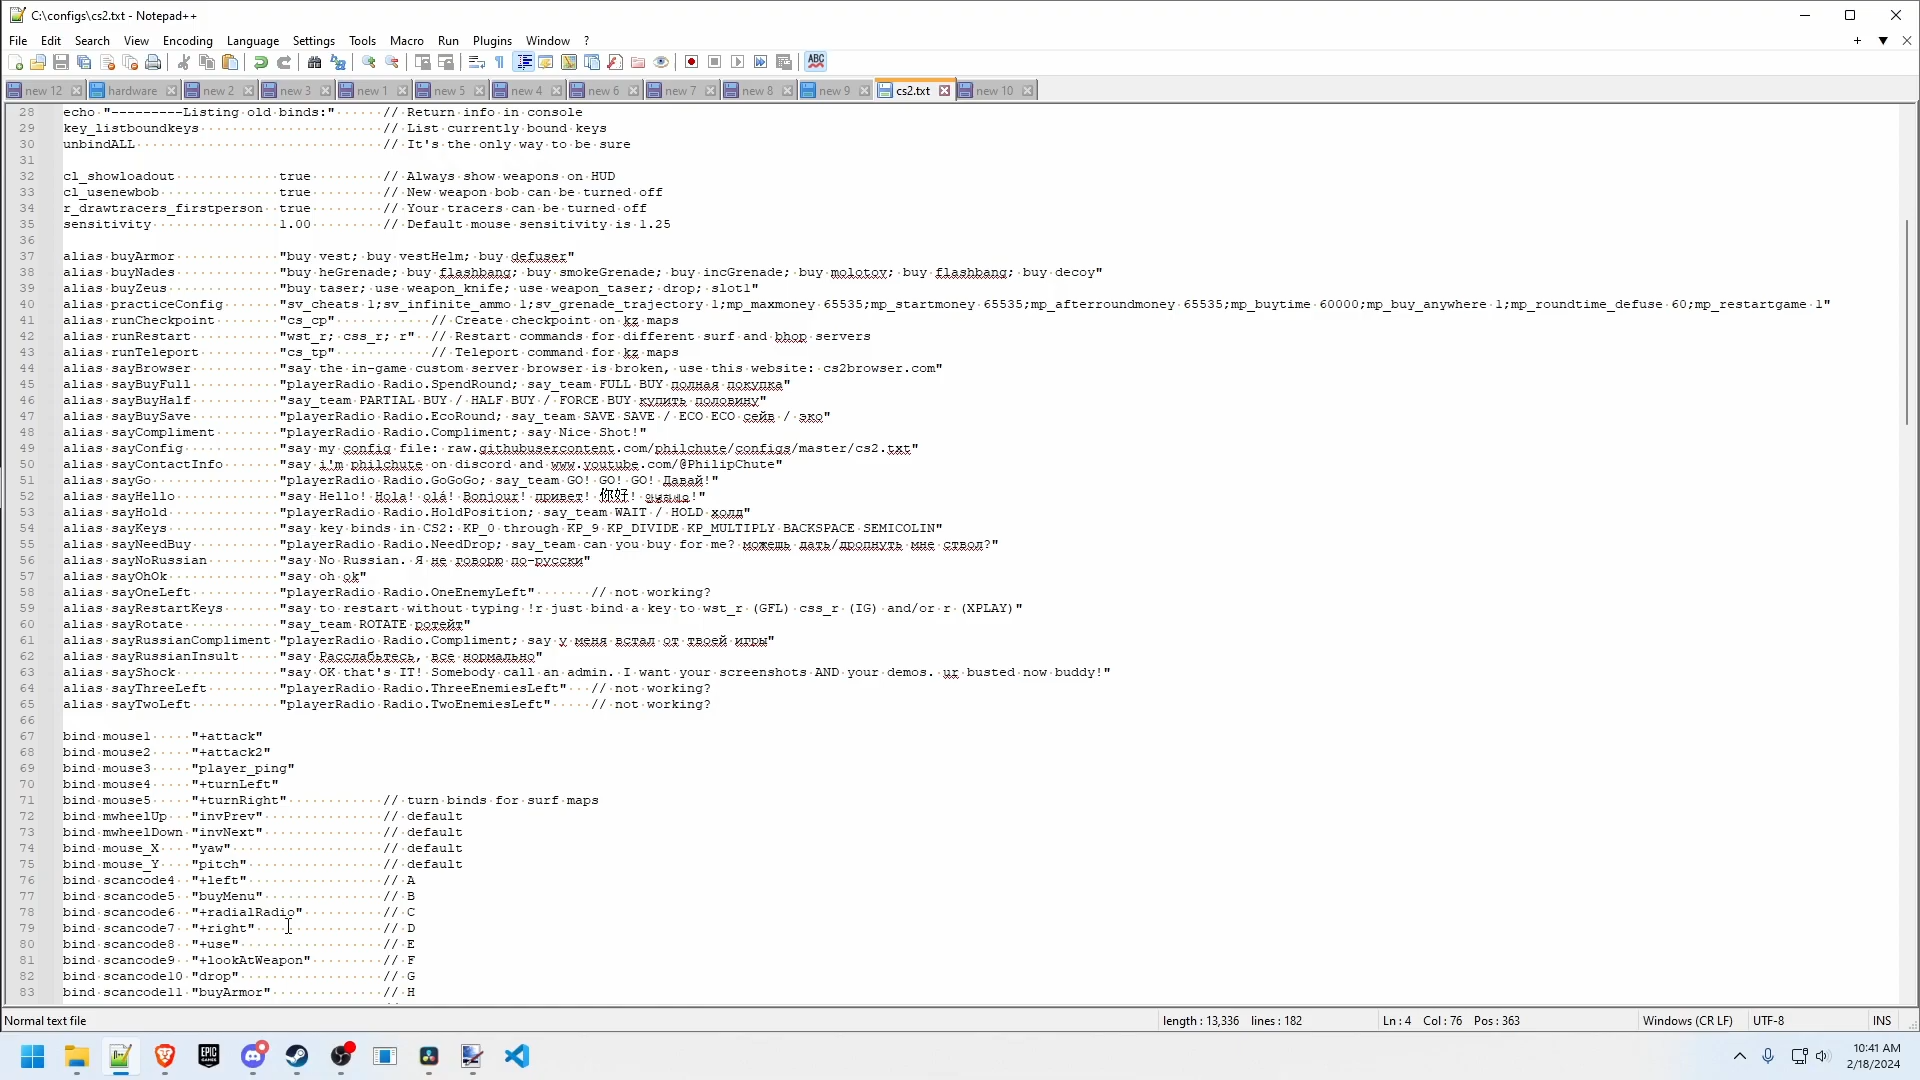 C:\configs\cs2.txt - Notepad++
File Edit Search View Encoding Language Settings Tools Macro Run Plugins Window ?
ABC
new 12 hardware new 2 new 3 new 1 new 5 new 4 new 6 new 7 new 8 new 9 cs2.txt new 10
28 echo "---------Listing old binds:" // Return info in console
29 key_listboundkeys // List currently bound keys
30 unbindALL // It's the only way to be sure
31
32 cl_showloadout true // Always show weapons on HUD
33 cl_usenewbob true // New weapon bob can be turned off
34 r_drawtracers_firstperson true // Your tracers can be turned off
35 sensitivity 1.00 // Default mouse sensitivity is 1.25
36
37 alias buyArmor "buy vest; buy vestHelm; buy defuser"
38 alias buyNades "buy heGrenade; buy flashbang; buy smokeGrenade; buy incGrenade; buy molotov; buy flashbang; buy decoy"
39 alias buyZeus "buy taser; use weapon_knife; use weapon_taser; drop; slot1"
40 alias practiceConfig "sv_cheats 1;sv_infinite_ammo 1;sv_grenade_trajectory 1;mp_maxmoney 65535;mp_startmoney 65535;mp_afterroundmoney 65535;mp_buytime 60000;mp_buy_anywhere 1;mp_roundtime_defuse 60;mp_restartgame 1"
41 alias runCheckpoint "cs_cp" // Create checkpoint on kz maps
42 alias runRestart "wst_r; css_r; r" // Restart commands for different surf and bhop servers
43 alias runTeleport "cs_tp" // Teleport command for kz maps
44 alias sayBrowser "say the in-game custom server browser is broken, use this website: cs2browser.com"
45 alias sayBuyFull "playerRadio Radio.SpendRound; say_team FULL BUY полная покупка"
46 alias sayBuyHalf "say_team PARTIAL BUY / HALF BUY / FORCE BUY купить половину"
47 alias sayBuySave "playerRadio Radio.EcoRound; say_team SAVE SAVE / ECO ECO сейв / эко"
48 alias sayCompliment "playerRadio Radio.Compliment; say Nice Shot!"
49 alias sayConfig "say my config file: raw.githubusercontent.com/philchute/configs/master/cs2.txt"
50 alias sayContactInfo "say i'm philchute on discord and www.youtube.com/@PhilipChute"
51 alias sayGo "playerRadio Radio.GoGoGo; say_team GO! GO! GO! Давай!"
52 alias sayHello "say Hello! Hola! olá! Bonjour! привет! 你好! !"
53 alias sayHold "playerRadio Radio.HoldPosition; say_team WAIT / HOLD холд"
54 alias sayKeys "say key binds in CS2: KP_0 through KP_9 KP_DIVIDE KP_MULTIPLY BACKSPACE SEMICOLIN"
55 alias sayNeedBuy "playerRadio Radio.NeedDrop; say_team can you buy for me? можешь дать/дропнуть мне ствол?"
56 alias sayNoRussian "say No Russian. Я не говорю по-русски"
57 alias sayOhOk "say oh ok"
58 alias sayOneLeft "playerRadio Radio.OneEnemyLeft" // not working?
59 alias sayRestartKeys "say to restart without typing !r just bind a key to wst_r (GFL) css_r (IG) and/or r (XPLAY)"
60 alias sayRotate "say_team ROTATE ротейт"
61 alias sayRussianCompliment "playerRadio Radio.Compliment; say у меня встал от твоей игры"
62 alias sayRussianInsult "say Расслабьтесь, все нормально"
63 alias sayShock "say OK that's IT! Somebody call an admin. I want your screenshots AND your demos. ur busted now buddy!"
64 alias sayThreeLeft "playerRadio Radio.ThreeEnemiesLeft" // not working?
65 alias sayTwoLeft "playerRadio Radio.TwoEnemiesLeft" // not working?
66
67 bind mouse1 "+attack"
68 bind mouse2 "+attack2"
69 bind mouse3 "player_ping"
70 bind mouse4 "+turnLeft"
71 bind mouse5 "+turnRight" // turn binds for surf maps
72 bind mwheelUp "invPrev" // default
73 bind mwheelDown "invNext" // default
74 bind mouse_X "yaw" // default
75 bind mouse_Y "pitch" // default
76 bind scancode4 "+left" // A
77 bind scancode5 "buyMenu" // B
78 bind scancode6 "+radialRadio" // C
79 bind scancode7 "+right" // D
80 bind scancode8 "+use" // E
81 bind scancode9 "+lookAtWeapon" // F
82 bind scancode10 "drop" // G
83 bind scancode11 "buyArmor" // H
Normal text file length : 13,336 lines : 182 Ln : 4 Col : 76 Pos : 363 Windows (CR LF) UTF-8 INS
EPIC GAMES
10:41 AM
2/18/2024